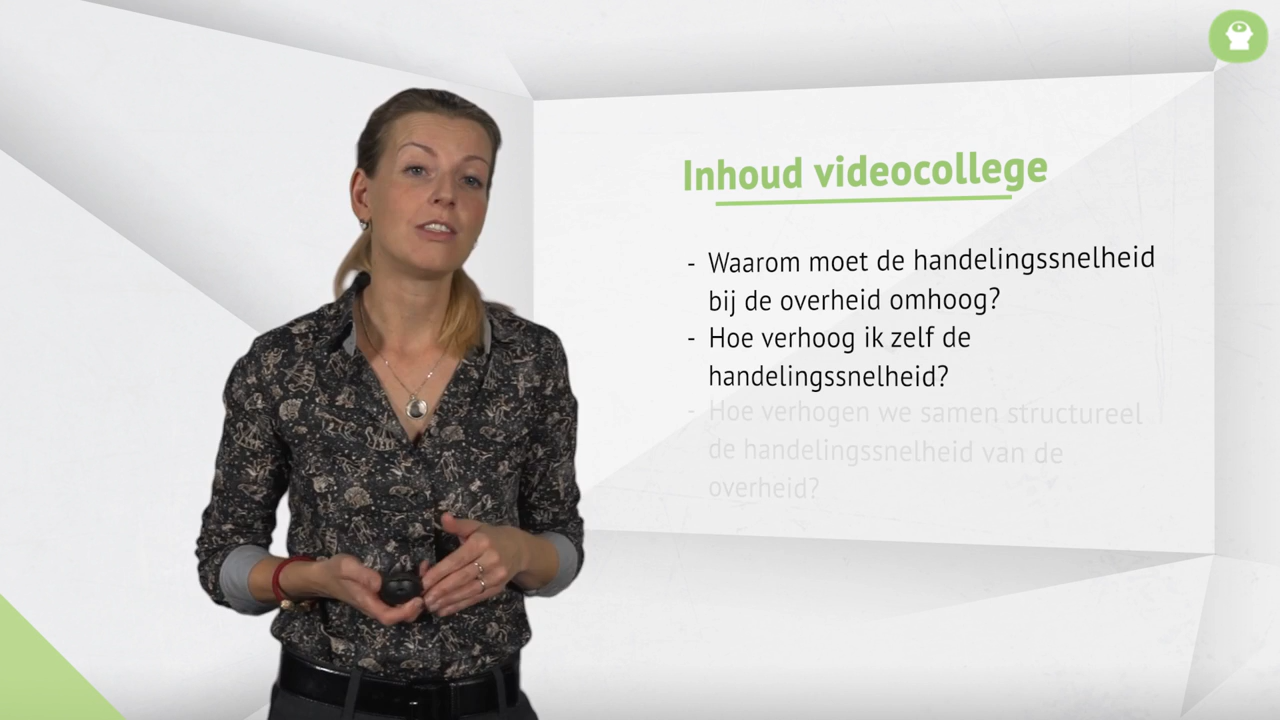 Inhoud videocollege
- Waarom moet de handelingssnelheid
bij de overheid omhoog?
- Hoe verhoog ik zelf de
handelingssnelheid?
- Hoe verhogen we samen structureel
de handelingssnelheid van de
overheid?